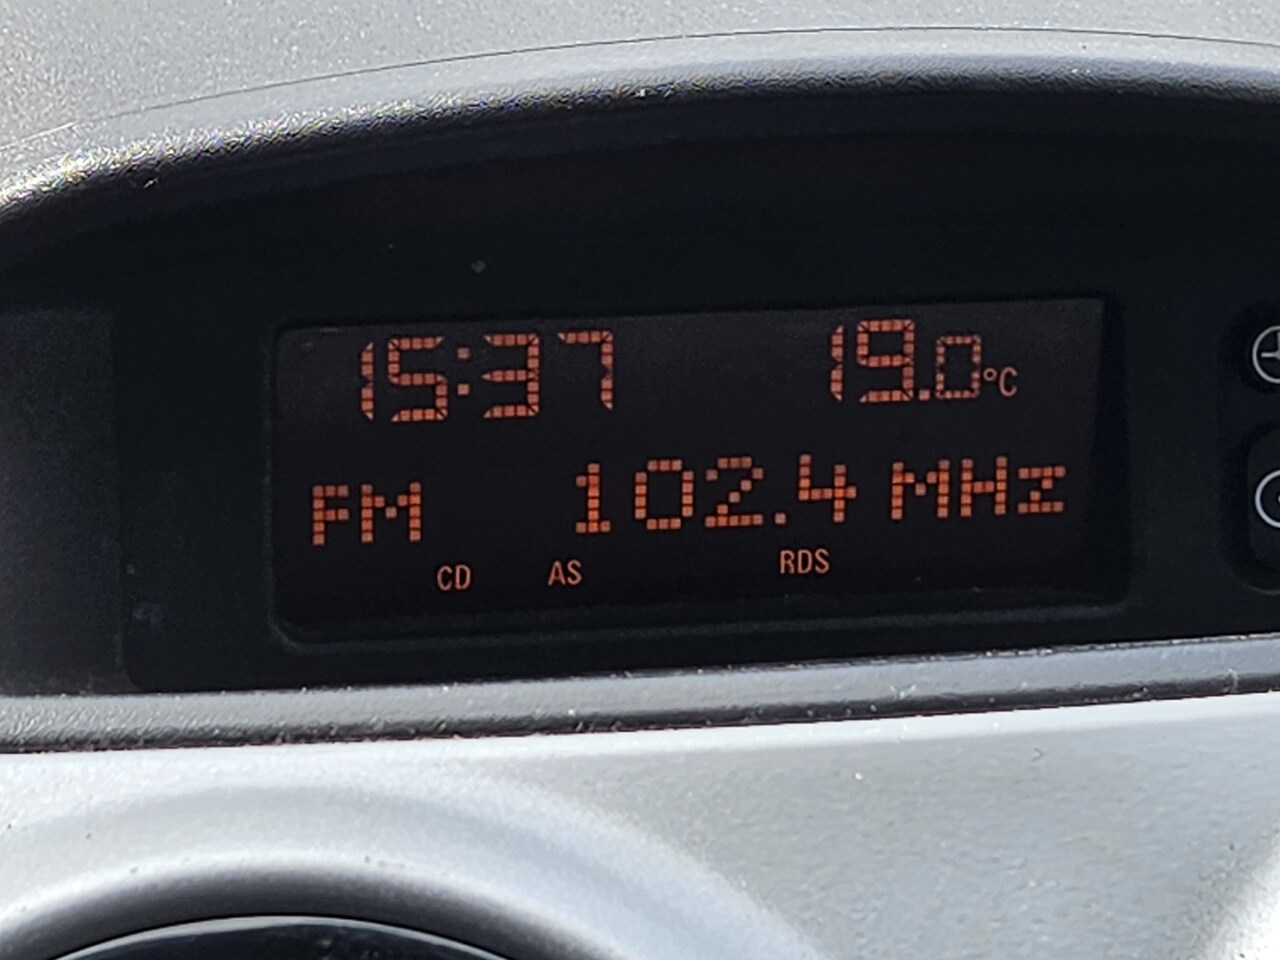 15:37 19.0°C
FM 102.4 MHz
CD AS RDS